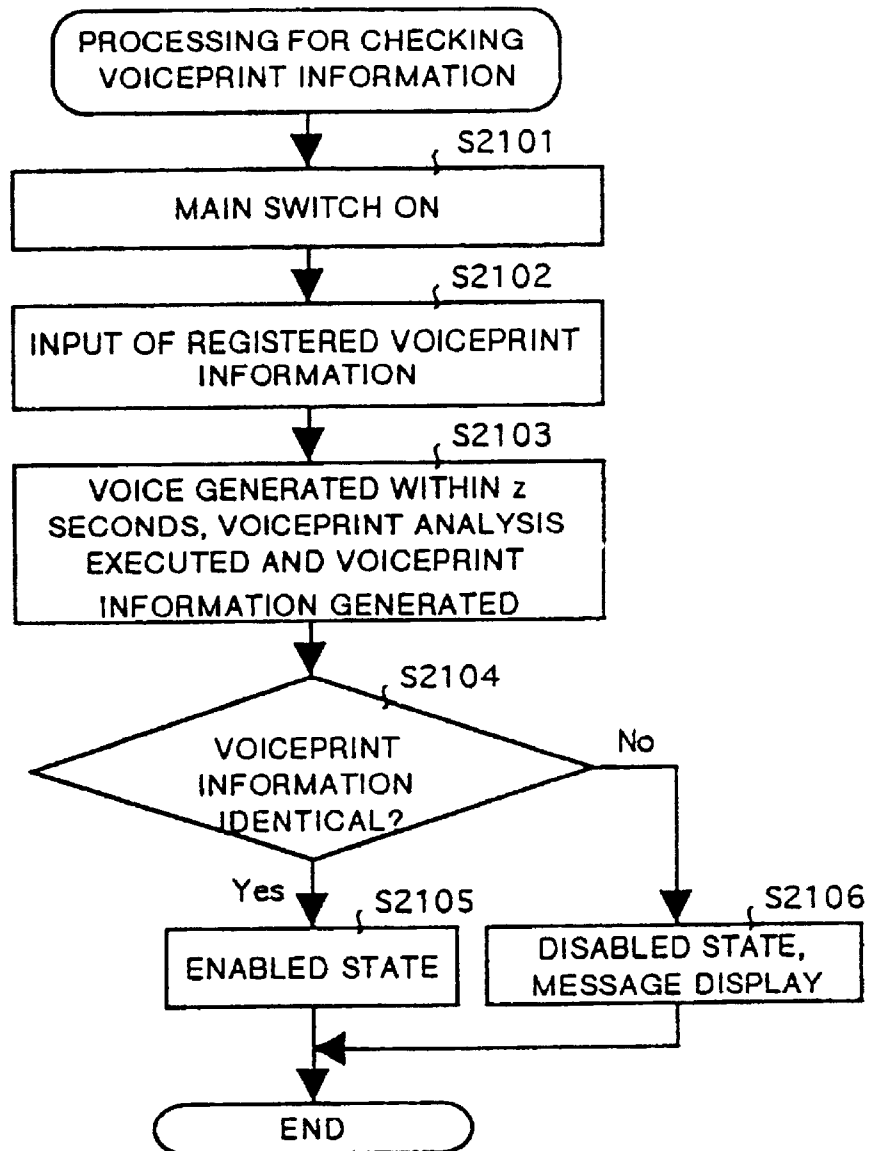 PROCESSING FOR CHECKING
VOICEPRINT INFORMATION
S2101
MAIN SWITCH ON
S2102
INPUT OF REGISTERED VOICEPRINT
INFORMATION
S2103
VOICE GENERATED WITHIN z
SECONDS, VOICEPRINT ANALYSIS
EXECUTED AND VOICEPRINT
INFORMATION GENERATED
S2104
VOICEPRINT
INFORMATION
IDENTICAL?
No
Yes
S2105
ENABLED STATE
S2106
DISABLED STATE,
MESSAGE DISPLAY
END